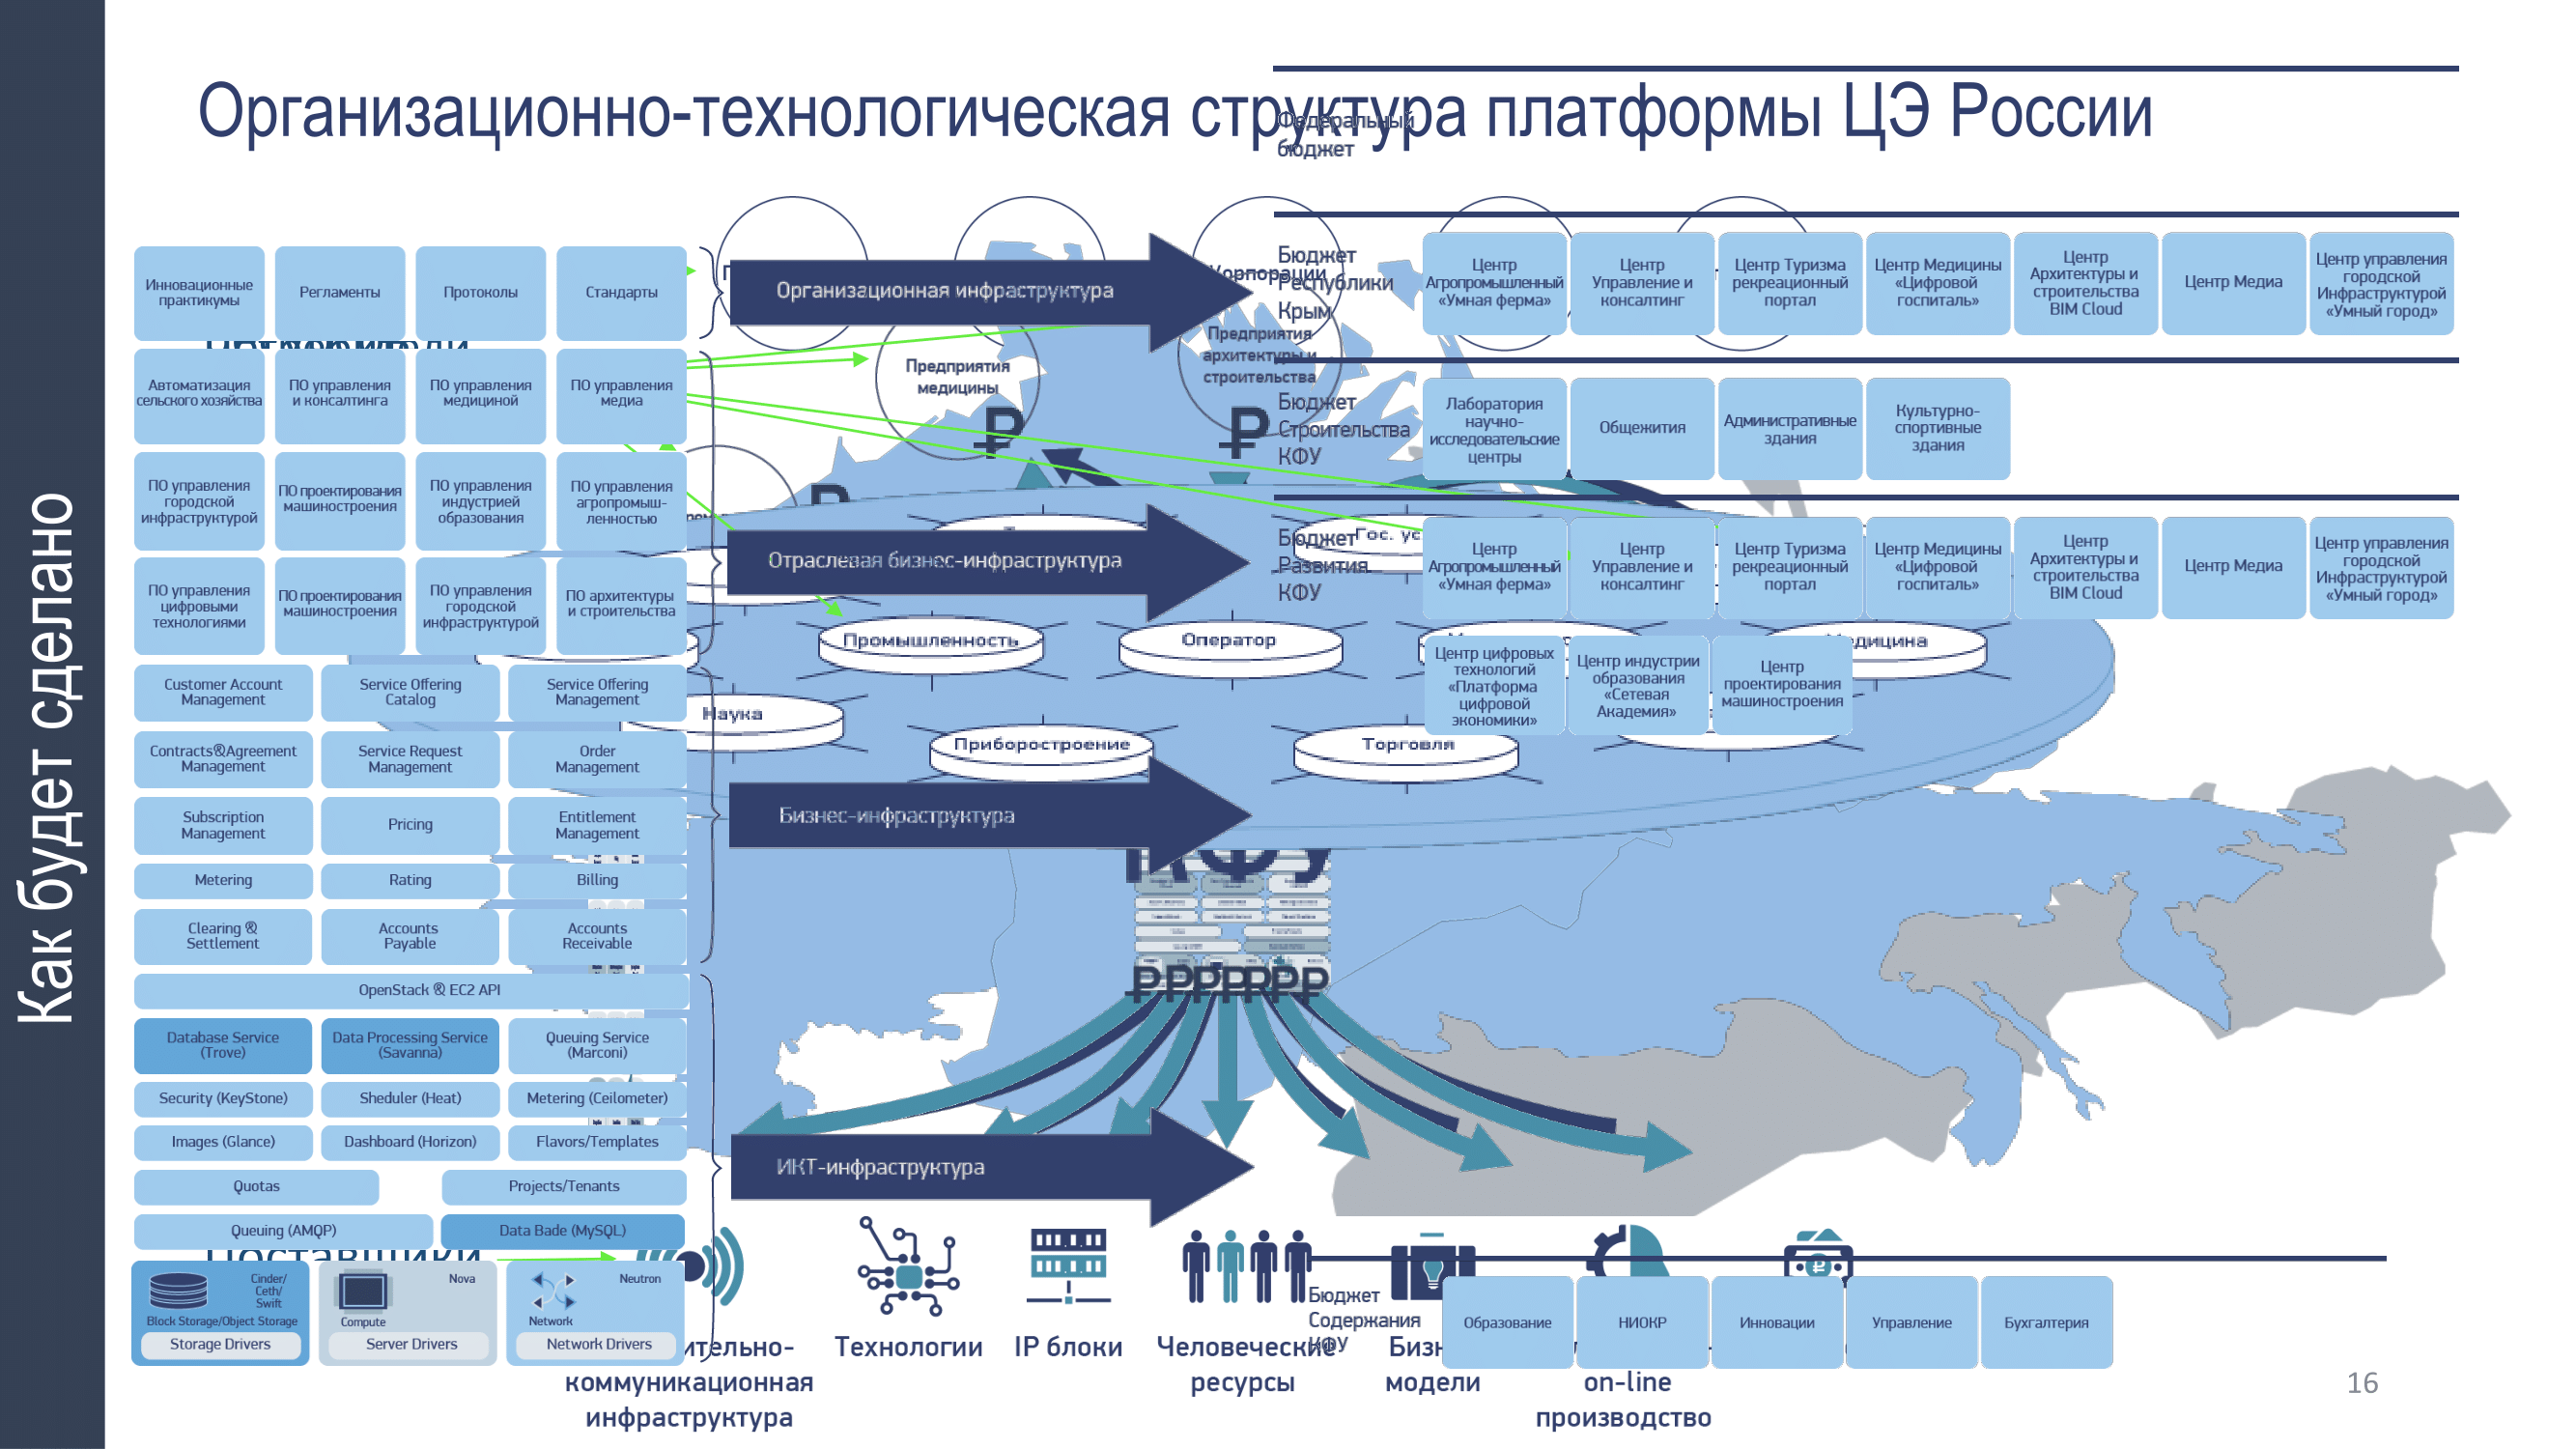 Организационно-технологическая структура платформы ЦЭ России
Как будет сделано
Федеральный
бюджет
Инновационные
практикумы
Регламенты
Протоколы
Стандарты
Организационная инфраструктура
Корпорации
Бюджет
Республики
Крым
Центр
Агропромышленный
«Умная ферма»
Центр
Управление и
консалтинг
Центр Туризма
рекреационный
портал
Центр Медицины
«Цифровой
госпиталь»
Центр
Архитектуры и
строительства
BIM Cloud
Центр Медиа
Центр управления
городской
Инфраструктурой
«Умный город»
Предприятия
медицины
Предприятия
архитектуры и
строительства
Автоматизация
сельского хозяйства
ПО управления
и консалтинга
ПО управления
медициной
ПО управления
медиа
Бюджет
Строительства
КФУ
Лаборатория
научно-
исследовательские
центры
Общежития
Административные
здания
Культурно-
спортивные
здания
ПО управления
городской
инфраструктурой
ПО проектирования
машиностроения
ПО управления
индустрией
образования
ПО управления
агропромыш-
ленностью
Отраслевая бизнес-инфраструктура
Гос. ус
Бюджет
Развития
КФУ
Центр
Агропромышленный
«Умная ферма»
Центр
Управление и
консалтинг
Центр Туризма
рекреационный
портал
Центр Медицины
«Цифровой
госпиталь»
Центр
Архитектуры и
строительства
BIM Cloud
Центр Медиа
Центр управления
городской
Инфраструктурой
«Умный город»
ПО управления
цифровыми
технологиями
ПО проектирования
машиностроения
ПО управления
городской
инфраструктурой
ПО архитектуры
и строительства
Промышленность
Оператор
едицина
Центр цифровых
технологий
«Платформа
цифровой
экономики»
Центр индустрии
образования
«Сетевая
Академия»
Центр
проектирования
машиностроения
Customer Account
Management
Service Offering
Catalog
Service Offering
Management
Наука
Приборостроение
Торговля
Contracts®Agreement
Management
Service Request
Management
Order
Management
Subscription
Management
Pricing
Entitlement
Management
Бизнес-инфраструктура
КФУ
Metering
Rating
Billing
Clearing ®
Settlement
Accounts
Payable
Accounts
Receivable
OpenStack ® EC2 API
₽₽₽₽₽₽₽
Database Service
(Trove)
Data Processing Service
(Savanna)
Queuing Service
(Marconi)
Security (KeyStone)
Sheduler (Heat)
Metering (Ceilometer)
Images (Glance)
Dashboard (Horizon)
Flavors/Templates
ИКТ-инфраструктура
Quotas
Projects/Tenants
Queuing (AMQP)
Data Bade (MySQL)
Поставщики
Cinder/
Ceth/
Swift
Block Storage/Object Storage
Storage Drivers
Nova
Compute
Server Drivers
Neutron
Network
Network Drivers
ительно-
коммуникационная
инфраструктура
Технологии
IP блоки
Человеческие
ресурсы
Бизн
модели
on-line
производство
Бюджет
Содержания
КФУ
Образование
НИОКР
Инновации
Управление
Бухгалтерия
16